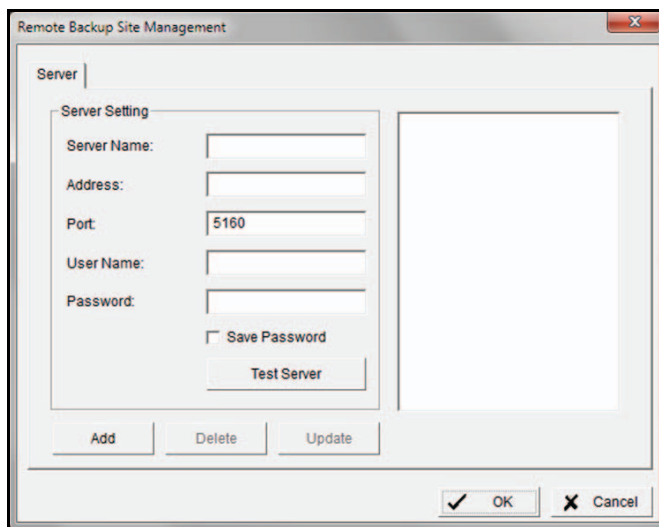 Remote Backup Site Management
Server
Server Setting
Server Name:
Address:
Port: 5160
User Name:
Password:
Save Password
Test Server
Add Delete Update
OK Cancel